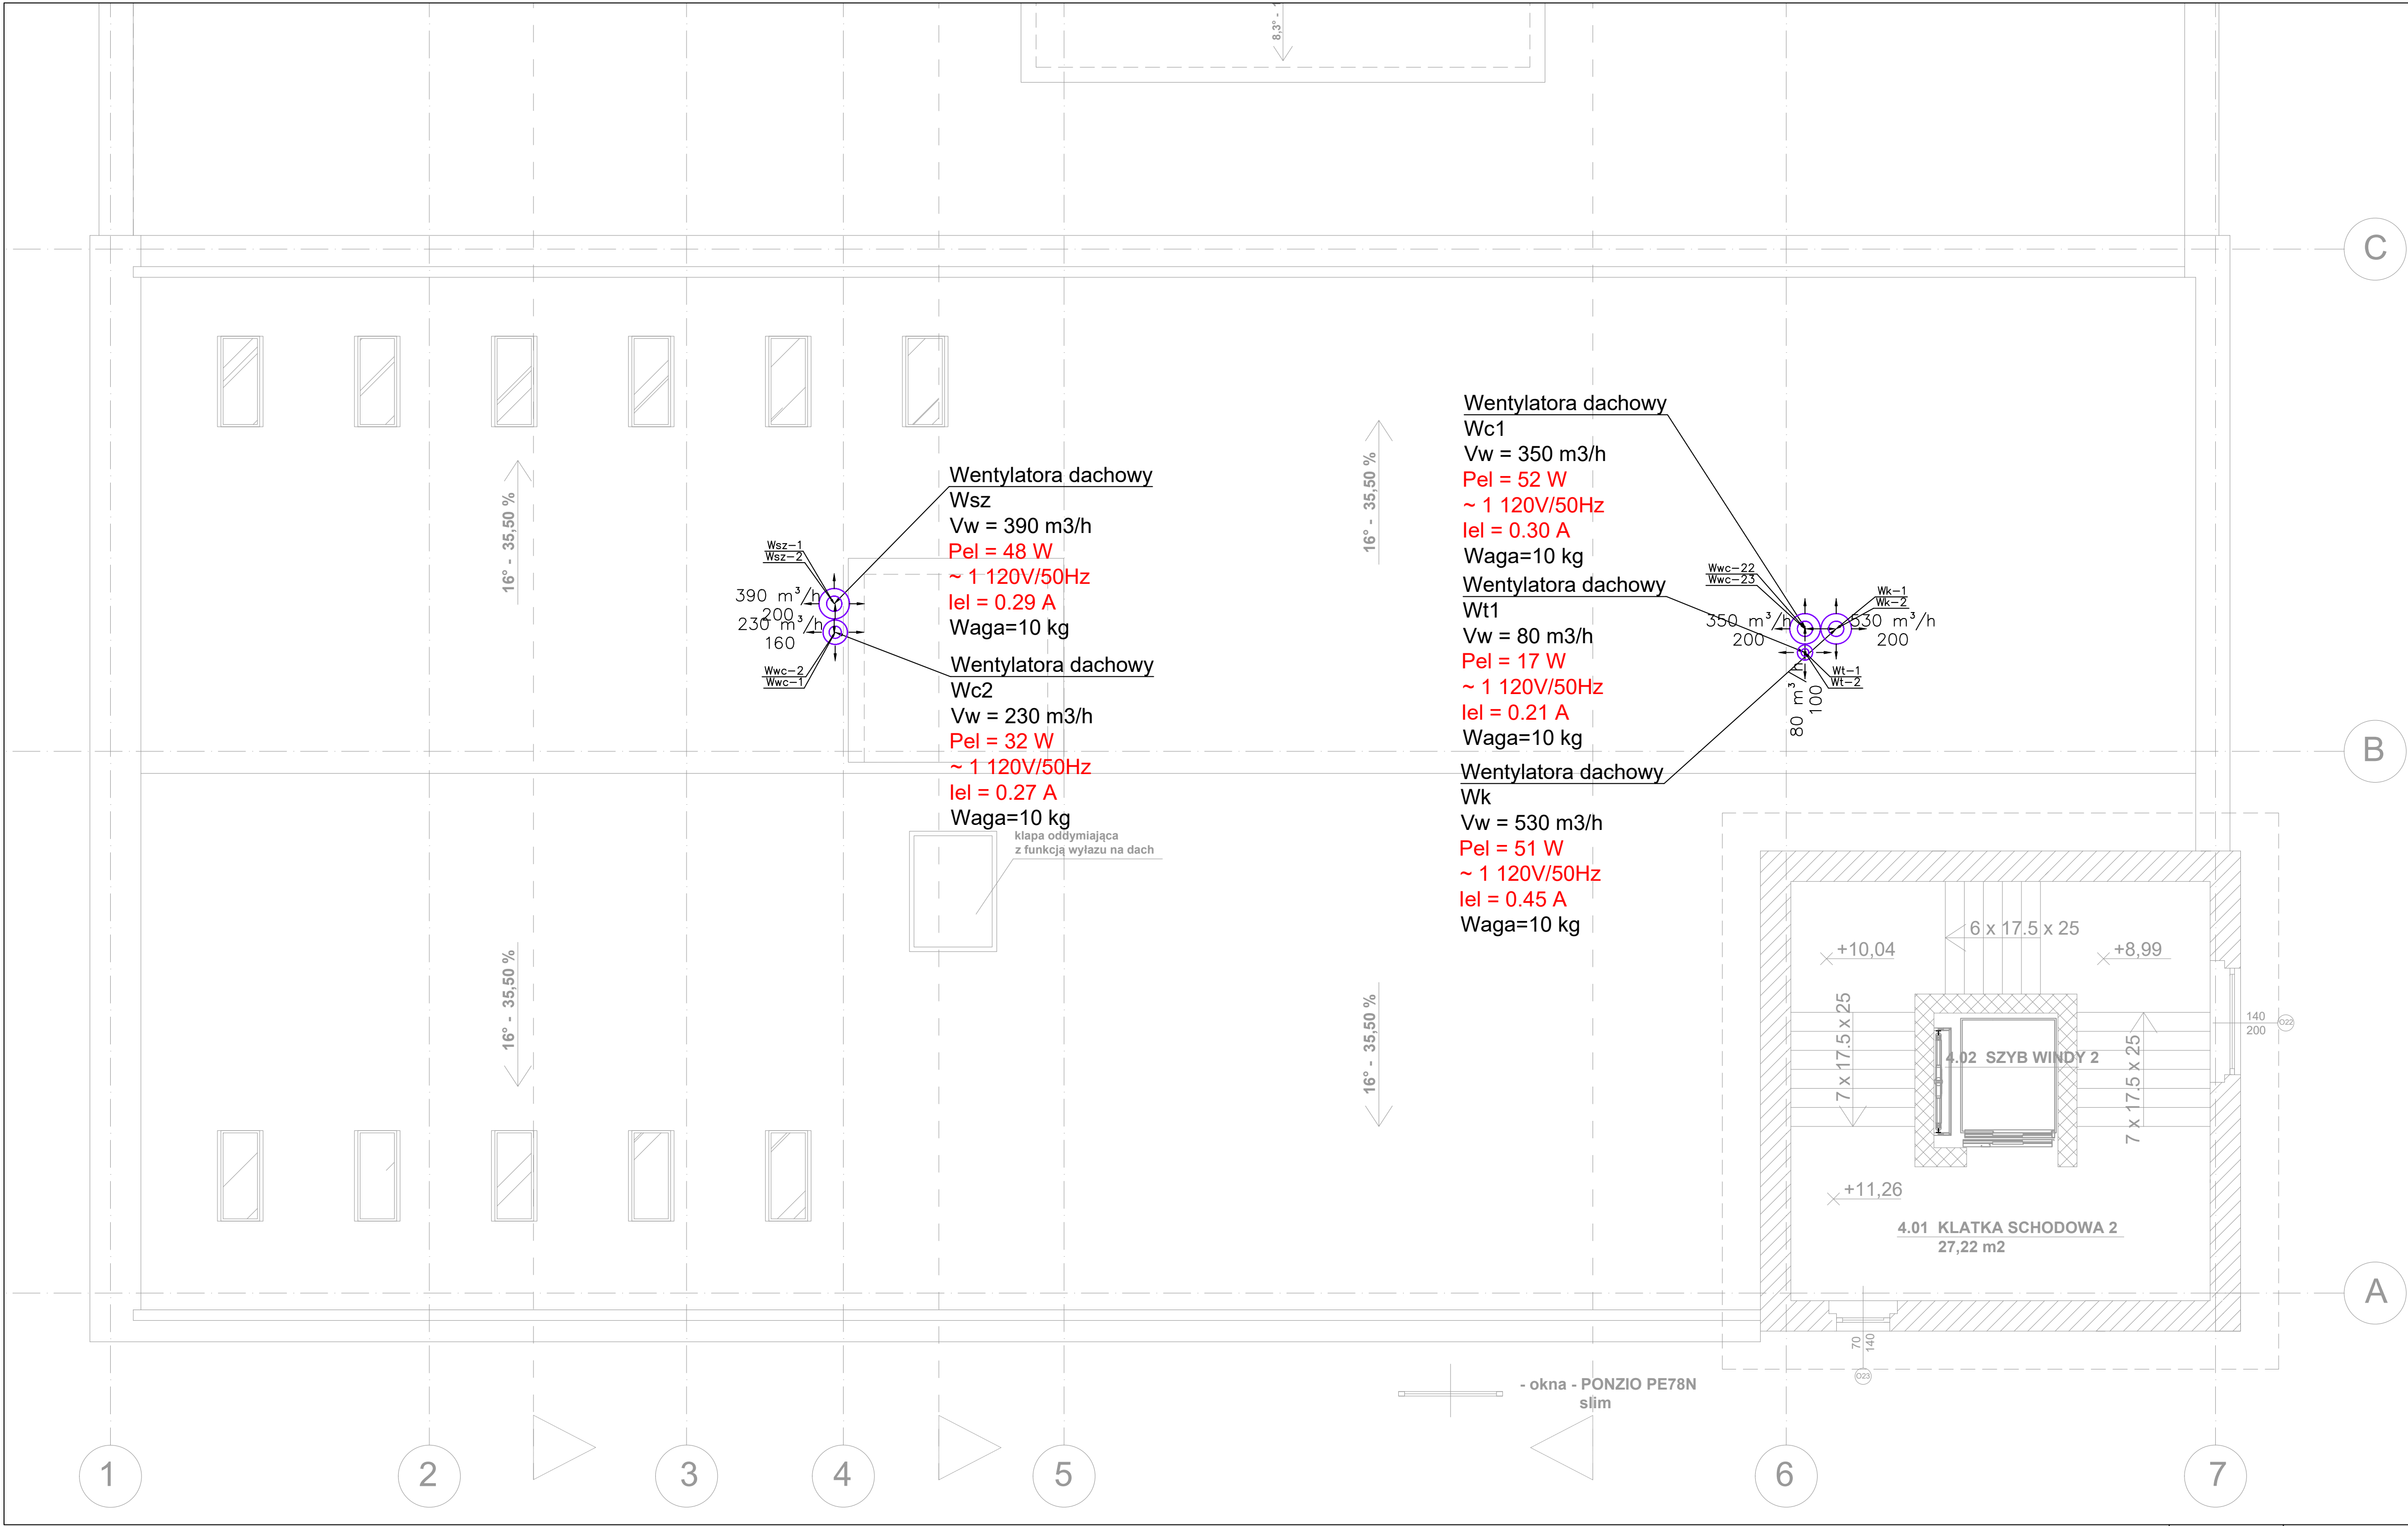 8,3° - 1
C
Wentylatora dachowy
Wc1
Vw = 350 m3/h
Pel = 52 W
~ 1 120V/50Hz
Iel = 0.30 A
Waga=10 kg
Wentylatora dachowy
Wsz
Vw = 390 m3/h
Pel = 48 W
~ 1 120V/50Hz
Iel = 0.29 A
Waga=10 kg
16° - 35,50 %
16° - 35,50 %
Wsz-1
Wsz-2
390 m³/h
200
230 m³/h
160
Wwc-2
Wwc-1
Wentylatora dachowy
Wc2
Vw = 230 m3/h
Pel = 32 W
~ 1 120V/50Hz
Iel = 0.27 A
Waga=10 kg
Wentylatora dachowy
Wt1
Vw = 80 m3/h
Pel = 17 W
~ 1 120V/50Hz
Iel = 0.21 A
Waga=10 kg
Wwc-22
Wwc-23
Wk-1
Wk-2
350 m³/h
200
530 m³/h
200
Wt-1
Wt-2
80 m³/h
100
B
Wentylatora dachowy
Wk
Vw = 530 m3/h
Pel = 51 W
~ 1 120V/50Hz
Iel = 0.45 A
Waga=10 kg
klapa oddymiająca
z funkcją wyłazu na dach
16° - 35,50 %
16° - 35,50 %
6 x 17.5 x 25
+10,04
+8,99
7 x 17.5 x 25
4.02 SZYB WINDY 2
7 x 17.5 x 25
140
200
O22
+11,26
4.01 KLATKA SCHODOWA 2
27,22 m2
A
70
140
O23
- okna - PONZIO PE78N
slim
1
2
3
4
5
6
7